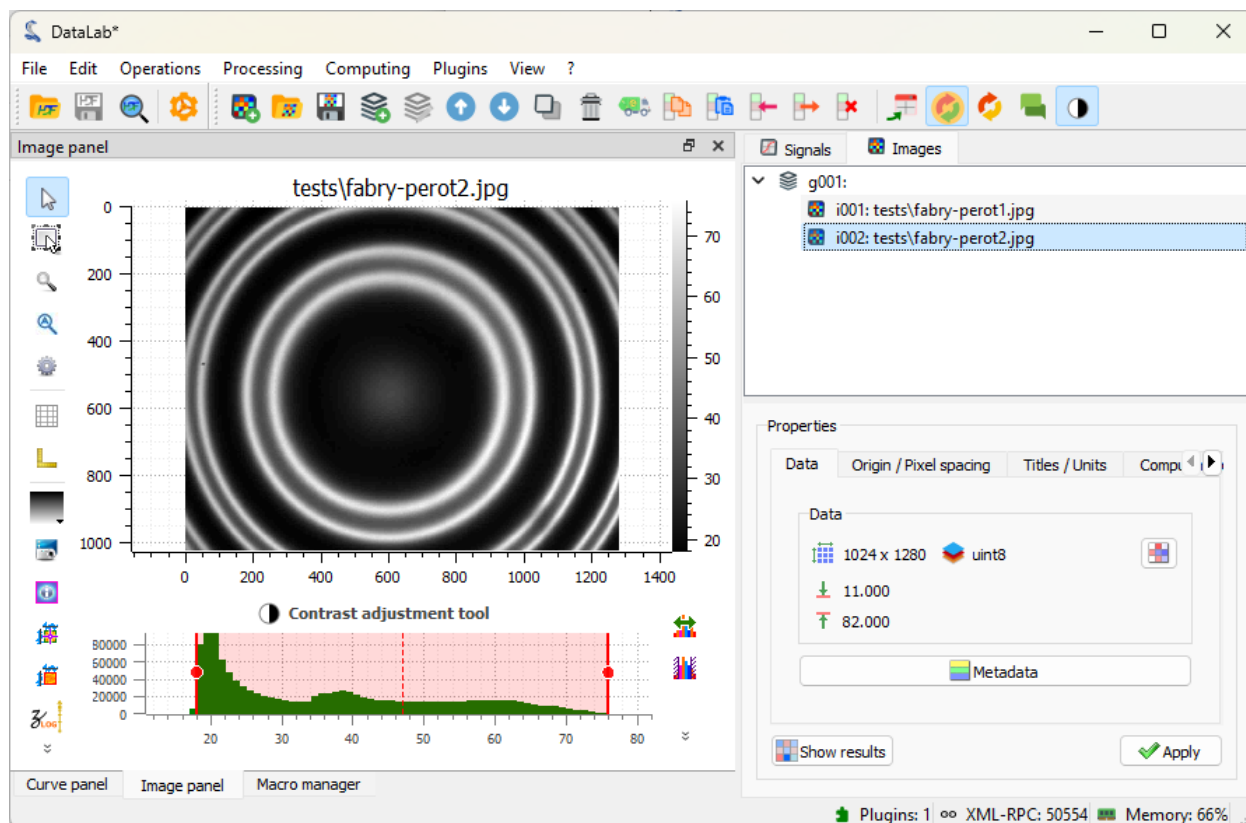 DataLab*
File Edit Operations Processing Computing Plugins View ?
Image panel
tests\fabry-perot2.jpg
0
200
400
600
800
1000
0 200 400 600 800 1000 1200 1400
70
60
50
40
30
20
Contrast adjustment tool
80000
60000
40000
20000
0
20 30 40 50 60 70 80
LOG
Curve panel Image panel Macro manager
Signals Images
g001:
i001: tests\fabry-perot1.jpg
i002: tests\fabry-perot2.jpg
Properties
Data Origin / Pixel spacing Titles / Units
Data
1024 x 1280 uint8
11.000
82.000
Metadata
Show results Apply
Plugins: 1 XML-RPC: 50554 Memory: 66%